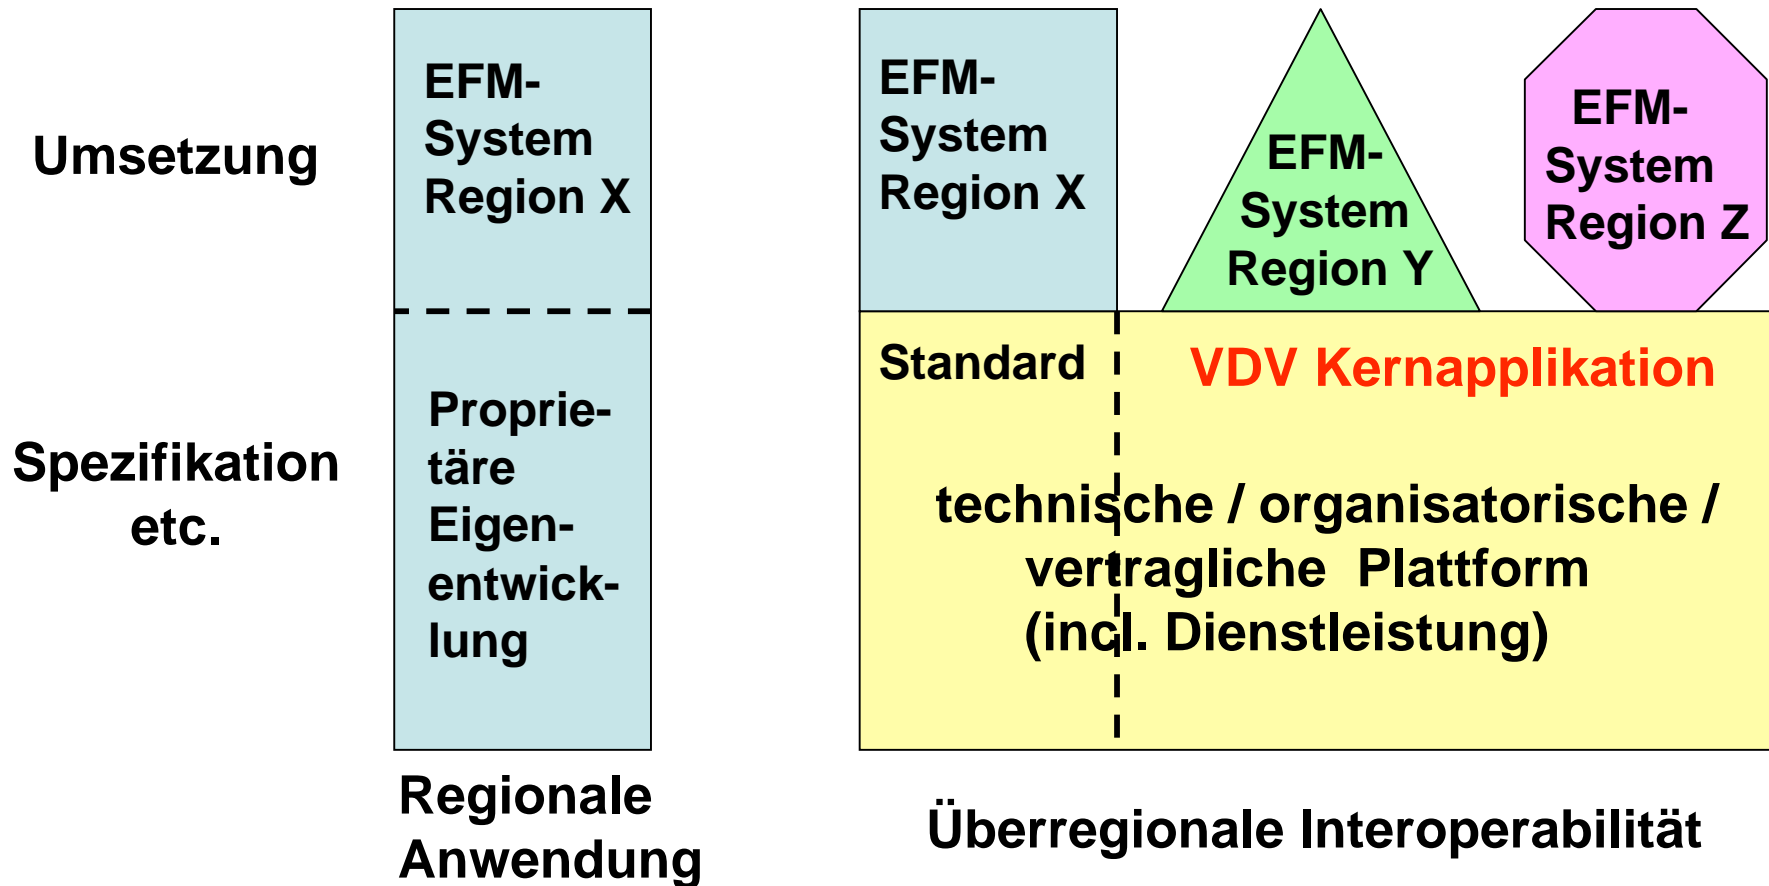 Umsetzung
Spezifikation
etc.
EFM-
System
Region X
Proprie-
täre
Eigen-
entwick-
lung
Regionale
Anwendung
EFM-
System
Region X
EFM-
System
Region Y
EFM-
System
Region Z
Standard
VDV Kernapplikation
technische / organisatorische /
vertragliche Plattform
(incl. Dienstleistung)
Überregionale Interoperabilität